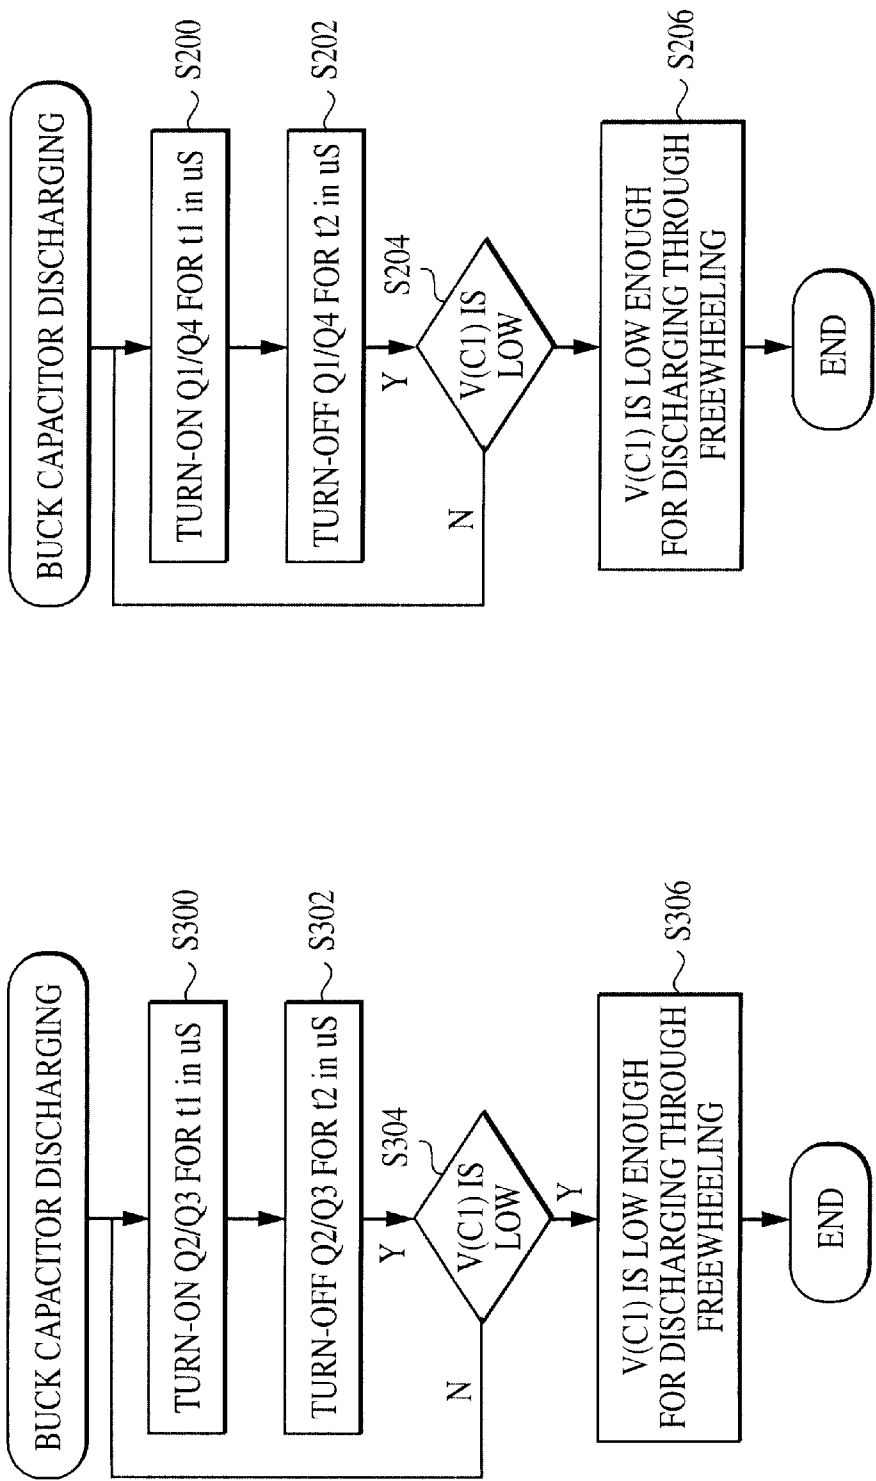 BUCK CAPACITOR DISCHARGING
TURN-ON Q2/Q3 FOR t1 in uS
S300
TURN-OFF Q2/Q3 FOR t2 in uS
S302
Y
S304
V(C1) IS
LOW
N
Y
V(C1) IS LOW ENOUGH
FOR DISCHARGING THROUGH
FREEWHEELING
S306
END
BUCK CAPACITOR DISCHARGING
TURN-ON Q1/Q4 FOR t1 in uS
S200
TURN-OFF Q1/Q4 FOR t2 in uS
S202
Y
S204
V(C1) IS
LOW
N
V(C1) IS LOW ENOUGH
FOR DISCHARGING THROUGH
FREEWHEELING
S206
END